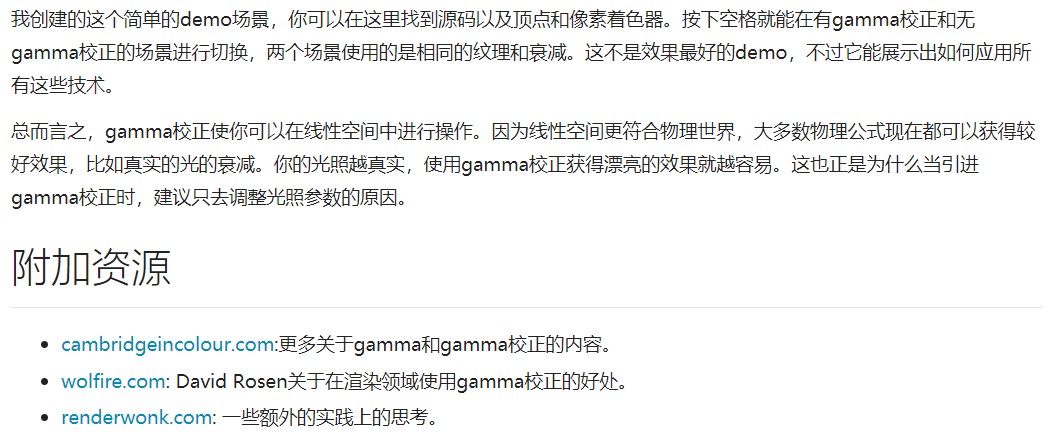 我创建的这个简单的demo场景，你可以在这里找到源码以及顶点和像素着色器。按下空格就能在有gamma校正和无
gamma校正的场景进行切换，两个场景使用的是相同的纹理和衰减。这不是效果最好的demo，不过它能展示出如何应用所
有这些技术。
总而言之，gamma校正使你可以在线性空间中进行操作。因为线性空间更符合物理世界，大多数物理公式现在都可以获得较
好效果，比如真实的光的衰减。你的光照越真实，使用gamma校正获得漂亮的效果就越容易。这也正是为什么当引进
gamma校正时，建议只去调整光照参数的原因。
附加资源
• cambridgeincolour.com:更多关于gamma和gamma校正的内容。
• wolfire.com: David Rosen关于在渲染领域使用gamma校正的好处。
• renderwonk.com: 一些额外的实践上的思考。